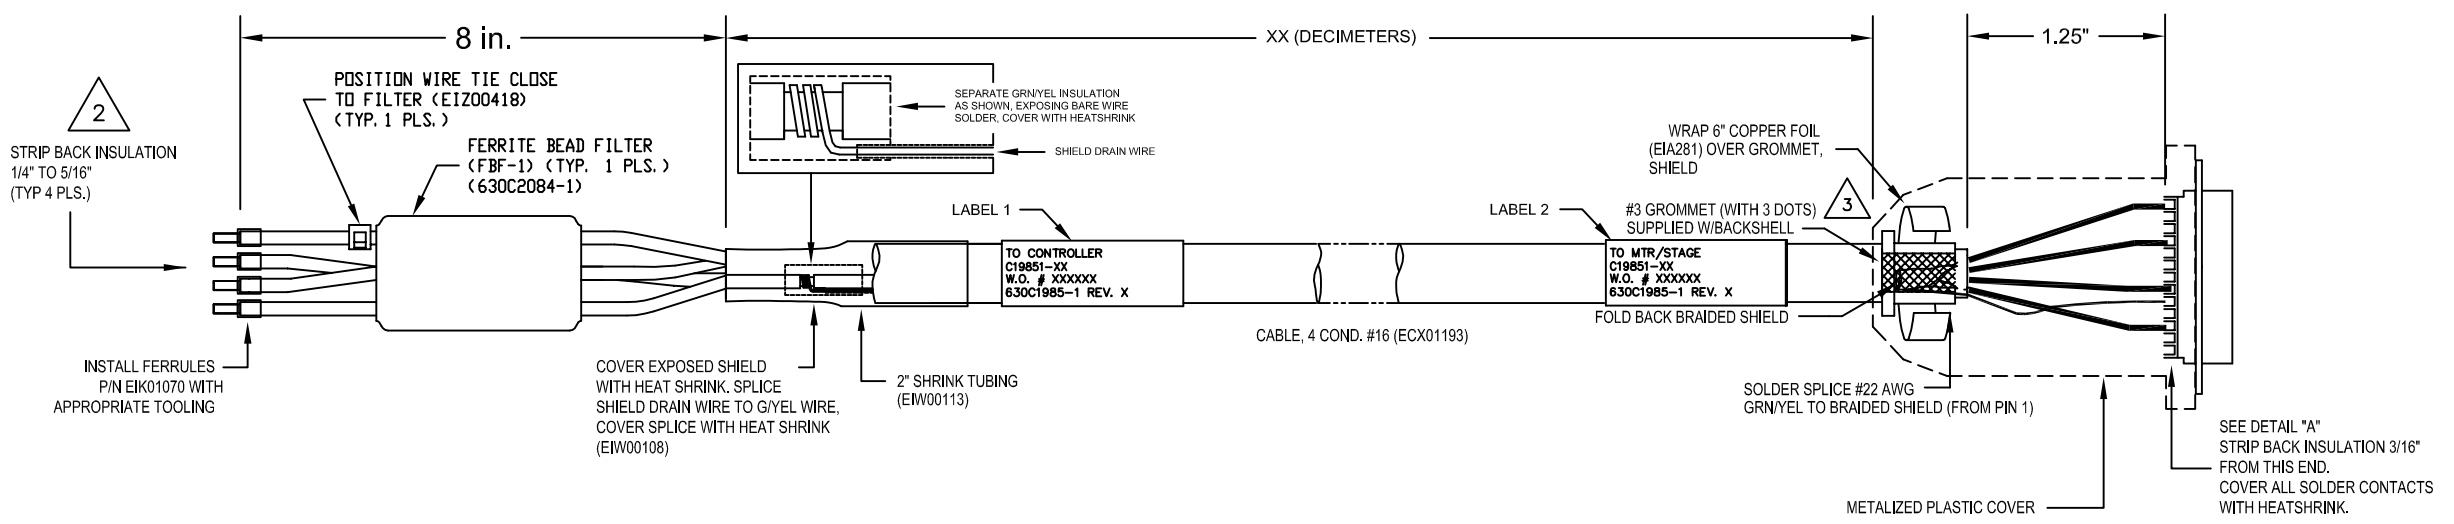 8 in.
XX (DECIMETERS)
1.25"
2
STRIP BACK INSULATION
1/4" TO 5/16"
(TYP 4 PLS.)
POSITION WIRE TIE CLOSE
TO FILTER (EIZ00418)
(TYP. 1 PLS.)
FERRITE BEAD FILTER
(FBF-1) (TYP. 1 PLS.)
(630C2084-1)
SEPARATE GRN/YEL INSULATION
AS SHOWN, EXPOSING BARE WIRE
SOLDER, COVER WITH HEATSHRINK
SHIELD DRAIN WIRE
WRAP 6" COPPER FOIL
(EIA281) OVER GROMMET,
SHIELD
3
#3 GROMMET (WITH 3 DOTS)
SUPPLIED W/BACKSHELL
LABEL 1
LABEL 2
TO CONTROLLER
C19851-XX
W.O. # XXXXXX
630C1985-1 REV. X
TO MTR/STAGE
C19851-XX
W.O. # XXXXXX
630C1985-1 REV. X
FOLD BACK BRAIDED SHIELD
CABLE, 4 COND. #16 (ECX01193)
INSTALL FERRULES
P/N EIK01070 WITH
APPROPRIATE TOOLING
COVER EXPOSED SHIELD
WITH HEAT SHRINK. SPLICE
SHIELD DRAIN WIRE TO G/YEL WIRE,
COVER SPLICE WITH HEAT SHRINK
(EIW00108)
2" SHRINK TUBING
(EIW00113)
SOLDER SPLICE #22 AWG
GRN/YEL TO BRAIDED SHIELD (FROM PIN 1)
SEE DETAIL "A"
STRIP BACK INSULATION 3/16"
FROM THIS END.
COVER ALL SOLDER CONTACTS
WITH HEATSHRINK.
METALIZED PLASTIC COVER